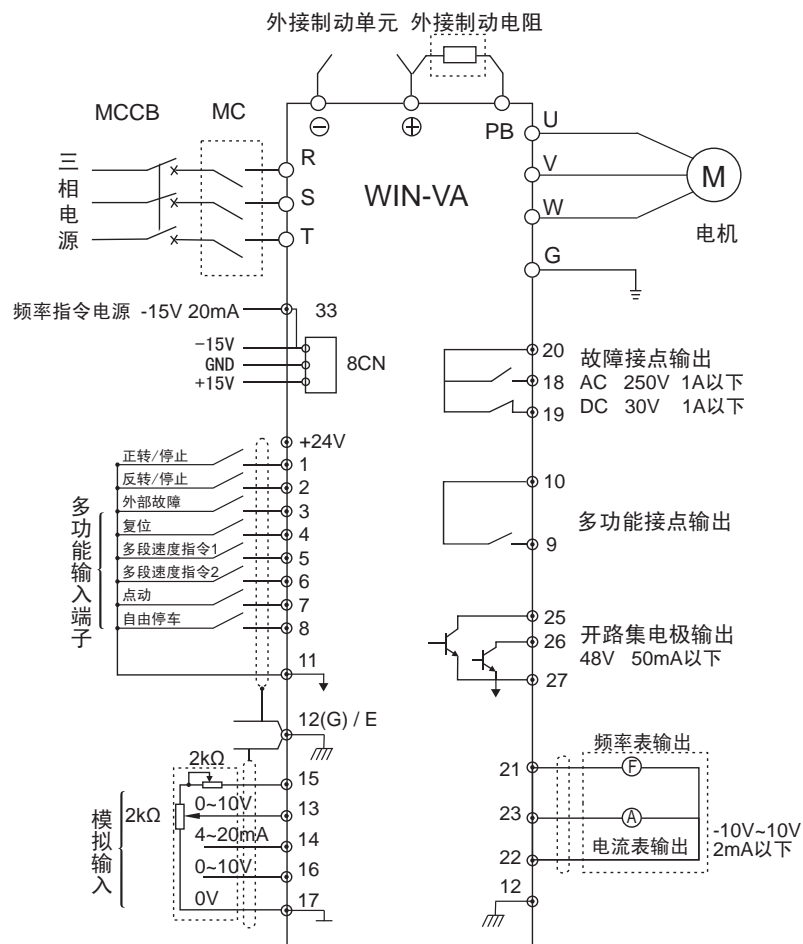 外接制动单元 外接制动电阻
MCCB MC
⊖ ⊕ PB
三相电源
R
S
T
WIN-VA
U
V
W
G
M
电机
频率指令电源 -15V 20mA 33
-15V
GND
+15V
8CN
20
18
19
故障接点输出
AC 250V 1A以下
DC 30V 1A以下
+24V
多功能输入端子
正转/停止 1
反转/停止 2
外部故障 3
复位 4
多段速度指令1 5
多段速度指令2 6
点动 7
自由停车 8
11
10
9
多功能接点输出
25
26
27
开路集电极输出
48V 50mA以下
12(G) / E
模拟输入
2kΩ
2kΩ
15
0~10V 13
4~20mA 14
0~10V 16
0V 17
频率表输出
21 F
23 A
22 电流表输出
-10V~10V
2mA以下
12